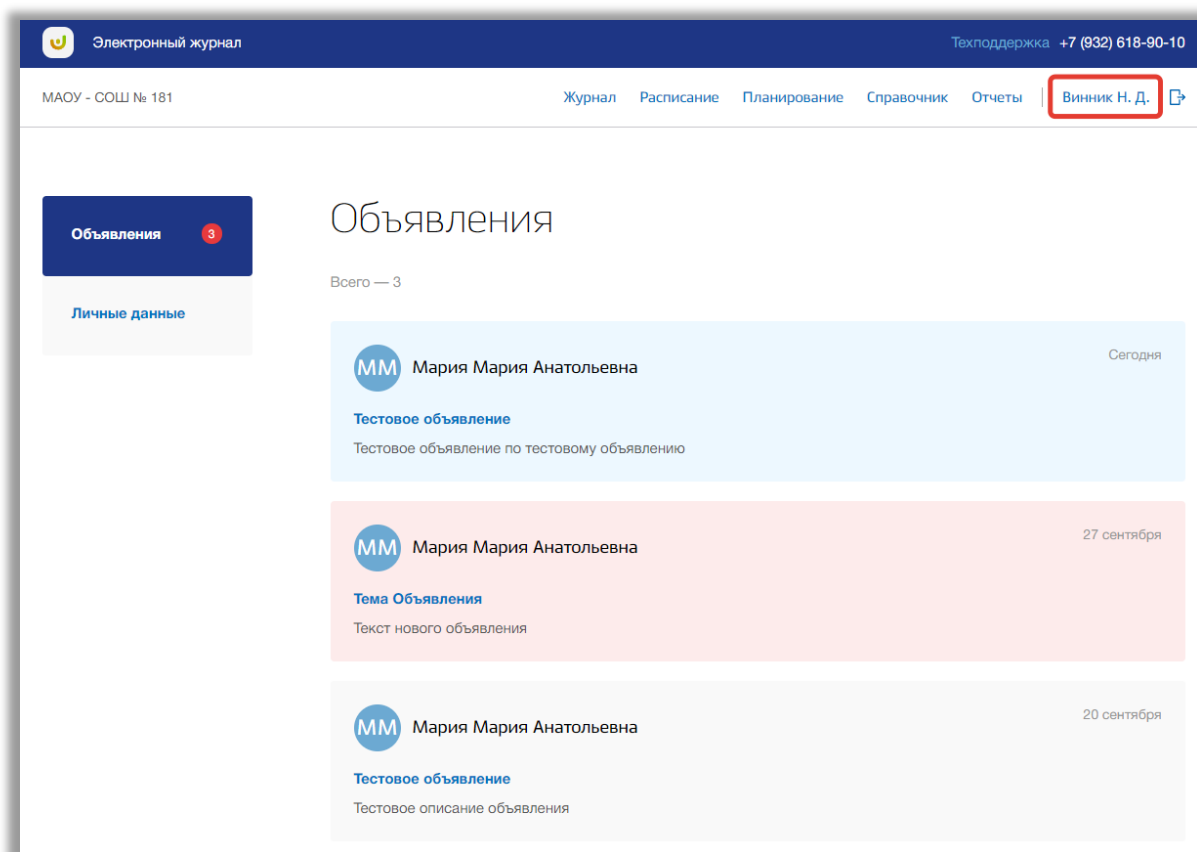 Электронный журнал
Техподдержка +7 (932) 618-90-10
МАОУ - СОШ № 181
Журнал Расписание Планирование Справочник Отчеты Винник Н. Д.
Объявления 3
Личные данные
Объявления
Всего — 3
ММ Мария Мария Анатольевна Сегодня
Тестовое объявление
Тестовое объявление по тестовому объявлению
ММ Мария Мария Анатольевна 27 сентября
Тема Объявления
Текст нового объявления
ММ Мария Мария Анатольевна 20 сентября
Тестовое объявление
Тестовое описание объявления